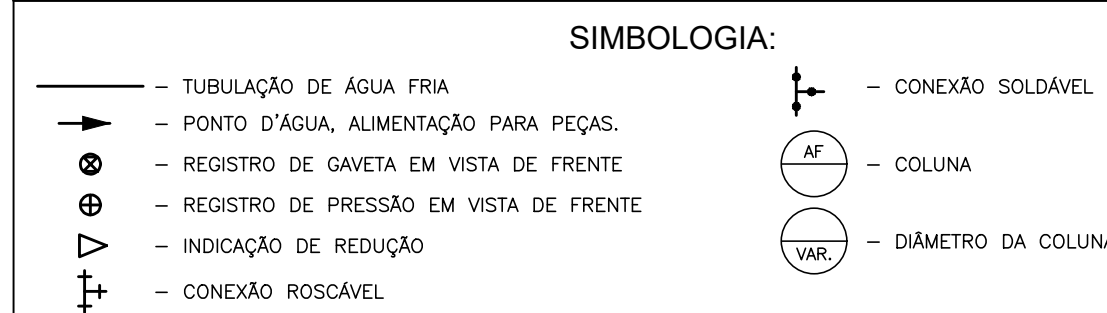 SIMBOLOGIA:
– TUBULAÇÃO DE ÁGUA FRIA
– PONTO D'ÁGUA, ALIMENTAÇÃO PARA PEÇAS.
– REGISTRO DE GAVETA EM VISTA DE FRENTE
– REGISTRO DE PRESSÃO EM VISTA DE FRENTE
– INDICAÇÃO DE REDUÇÃO
– CONEXÃO ROSCÁVEL
– CONEXÃO SOLDÁVEL
AF – COLUNA
VAR. – DIÂMETRO DA COLUNA